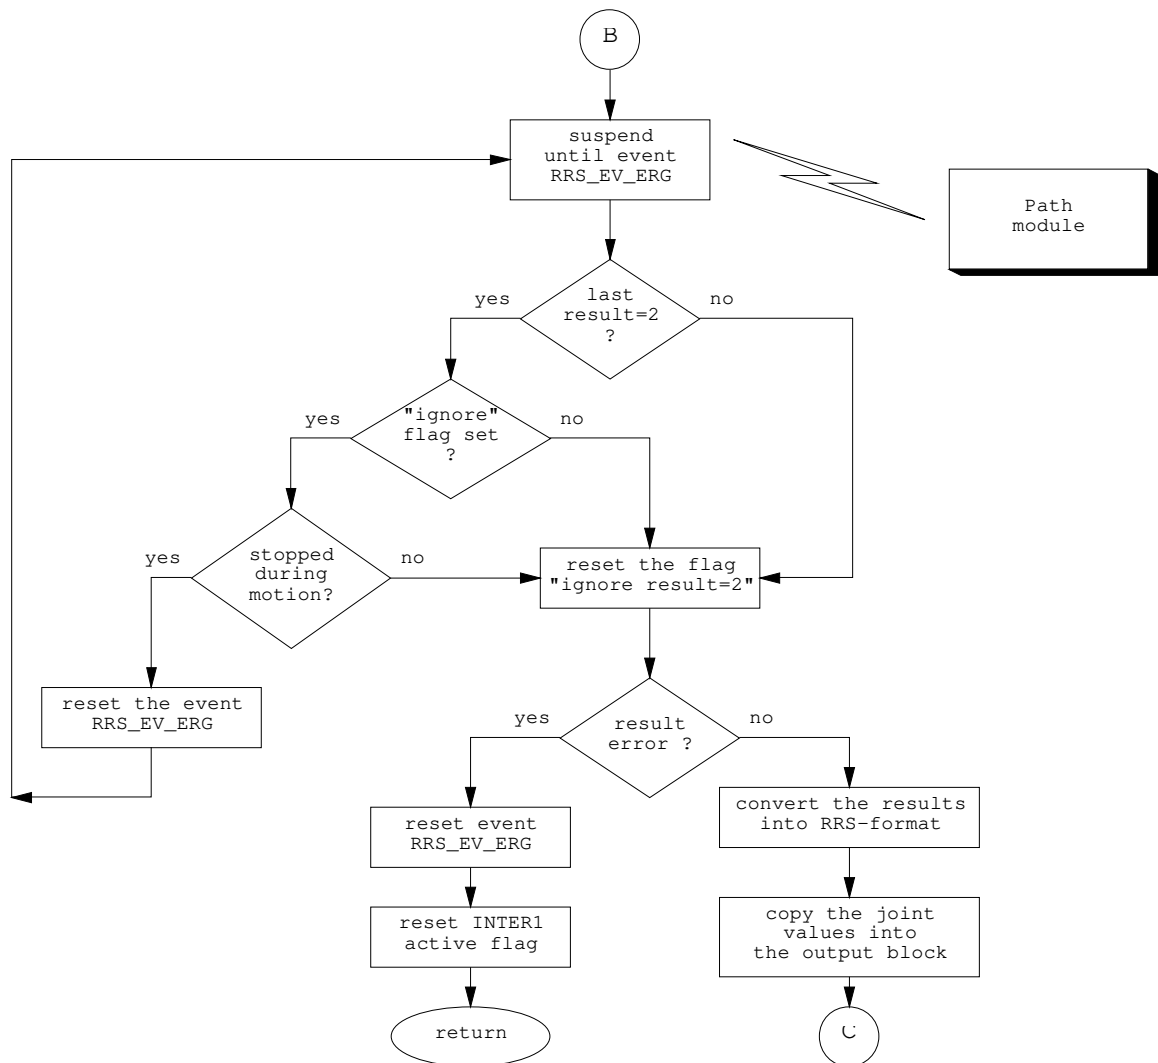 B
suspend
until event
RRS_EV_ERG
Path
module
yes
last
result=2
?
no
yes
"ignore"
flag set
?
no
yes
stopped
during
motion?
no
reset the flag
"ignore result=2"
reset the event
RRS_EV_ERG
yes
result
error ?
no
reset event
RRS_EV_ERG
convert the results
into RRS-format
reset INTER1
active flag
copy the joint
values into
the output block
return
C